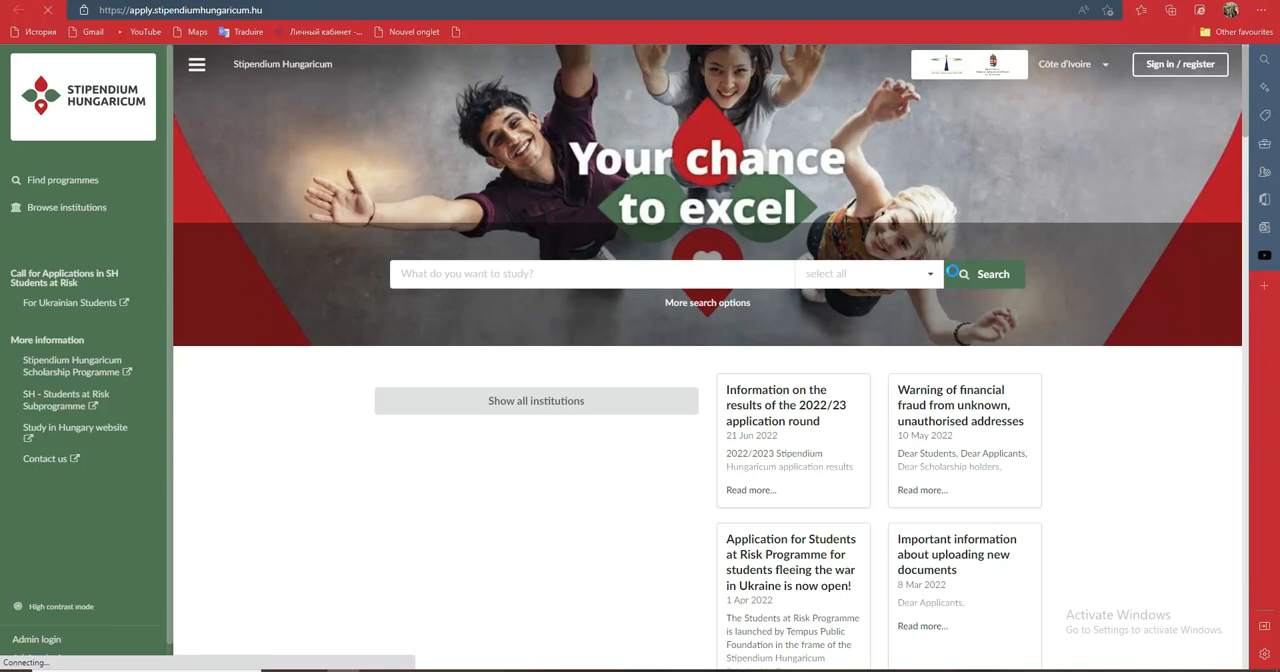 https://apply.stipendiumhungaricum.hu
История
Gmail
YouTube
Maps
Traduire
Личный кабинет -...
Nouvel onglet
Other favourites
STIPENDIUM
HUNGARICUM
Stipendium Hungaricum
Côte d'Ivoire
Sign in / register
Find programmes
Browse institutions
Call for Applications in SH
Students at Risk
For Ukrainian Students
More information
Stipendium Hungaricum
Scholarship Programme
SH - Students at Risk
Subprogramme
Study in Hungary website
Contact us
High contrast mode
Admin login
Connecting...
Your chance
to excel
What do you want to study?
select all
Search
More search options
Show all institutions
Information on the
results of the 2022/23
application round
21 Jun 2022
2022/2023 Stipendium
Hungaricum application results
Read more...
Warning of financial
fraud from unknown,
unauthorised addresses
10 May 2022
Dear Students, Dear Applicants,
Dear Scholarship holders,
Read more...
Application for Students
at Risk Programme for
students fleeing the war
in Ukraine is now open!
1 Apr 2022
The Students at Risk Programme
is launched by Tempus Public
Foundation in the frame of the
Stipendium Hungaricum
Important information
about uploading new
documents
8 Mar 2022
Dear Applicants,
Read more...
Activate Windows
Go to Settings to activate Windows.